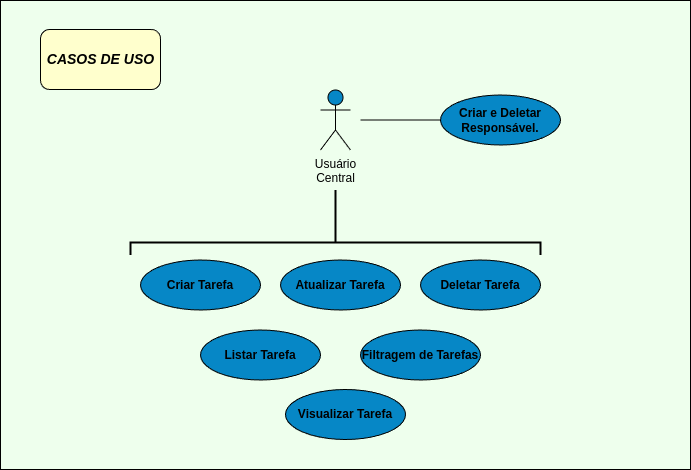 CASOS DE USO
Criar e Deletar
Responsável.
Usuário
Central
Criar Tarefa
Atualizar Tarefa
Deletar Tarefa
Listar Tarefa
Filtragem de Tarefas
Visualizar Tarefa